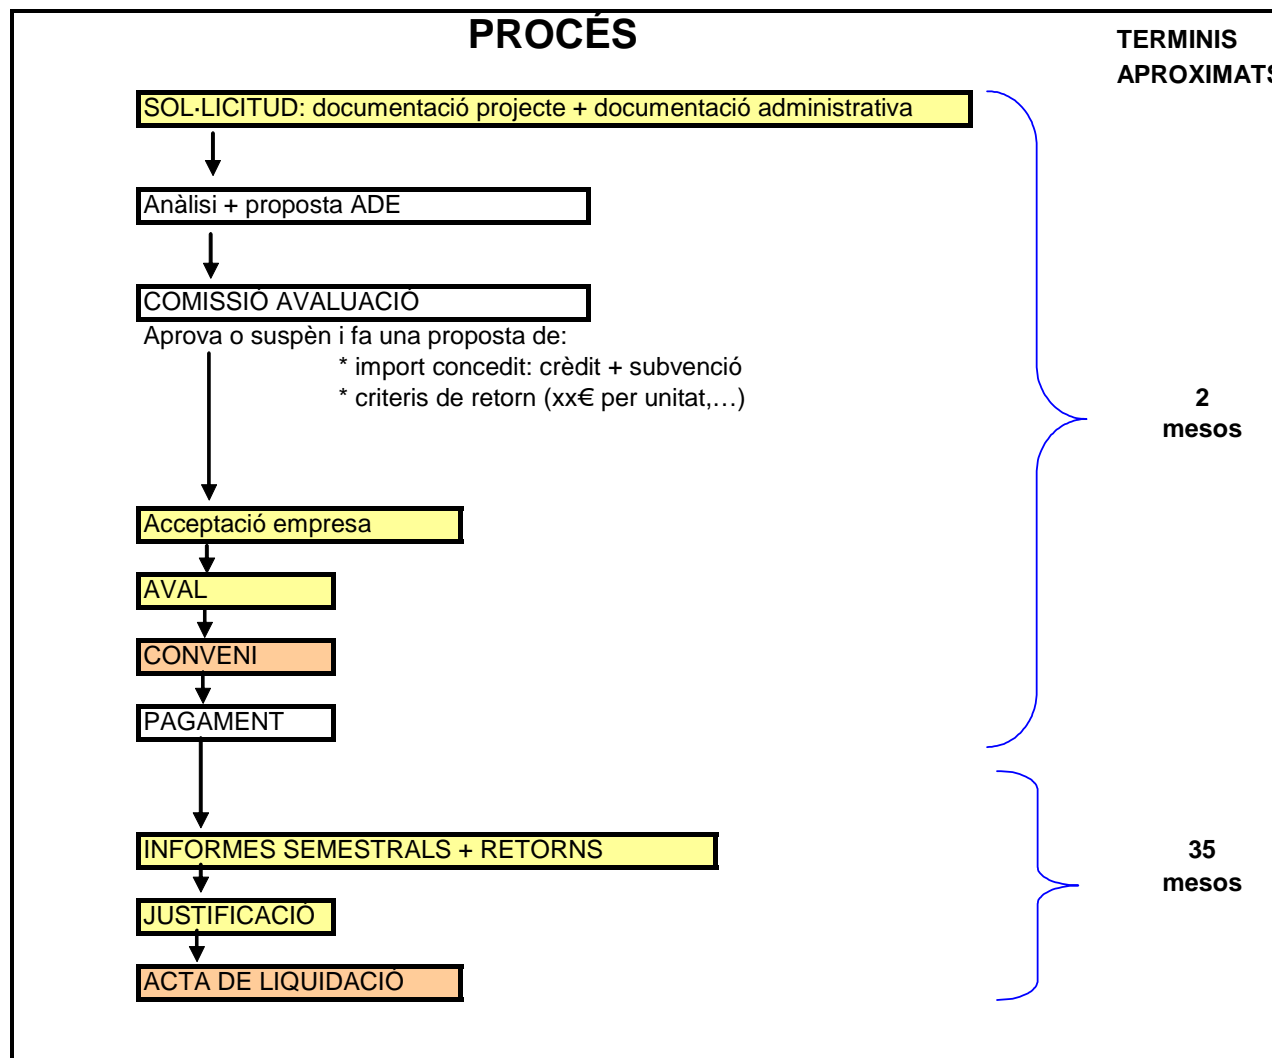 PROCÉS
TERMINIS
APROXIMATS
SOL·LICITUD: documentació projecte + documentació administrativa
Anàlisi + proposta ADE
COMISSIÓ AVALUACIÓ
Aprova o suspèn i fa una proposta de:
* import concedit: crèdit + subvenció
* criteris de retorn (xx€ per unitat,…)
2
mesos
Acceptació empresa
AVAL
CONVENI
PAGAMENT
INFORMES SEMESTRALS + RETORNS
35
mesos
JUSTIFICACIÓ
ACTA DE LIQUIDACIÓ